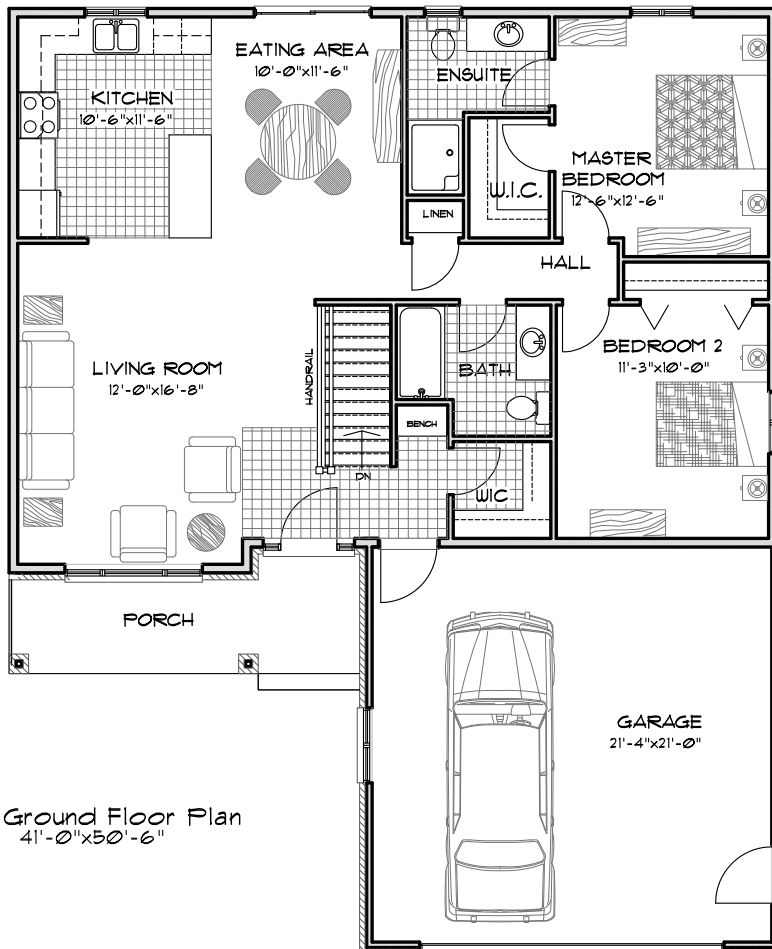 EATING AREA
10'-0"x11'-6"
KITCHEN
10'-6"x11'-6"
ENSUITE
MASTER
BEDROOM
12'-6"x12'-6"
W.I.C.
LINEN
HALL
LIVING ROOM
12'-0"x16'-8"
HANDRAIL
BATH
BEDROOM 2
11'-3"x10'-0"
BENCH
DN
WIC
PORCH
GARAGE
21'-4"x21'-0"
Ground Floor Plan
41'-0"x50'-6"